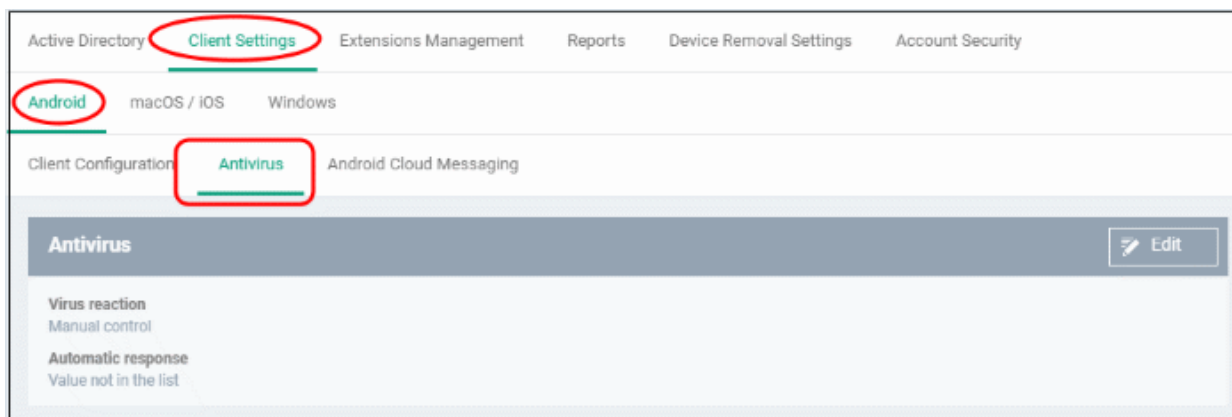 Active Directory Client Settings Extensions Management Reports Device Removal Settings Account Security
Android macOS / iOS Windows
Client Configuration Antivirus Android Cloud Messaging
Antivirus Edit
Virus reaction
Manual control
Automatic response
Value not in the list